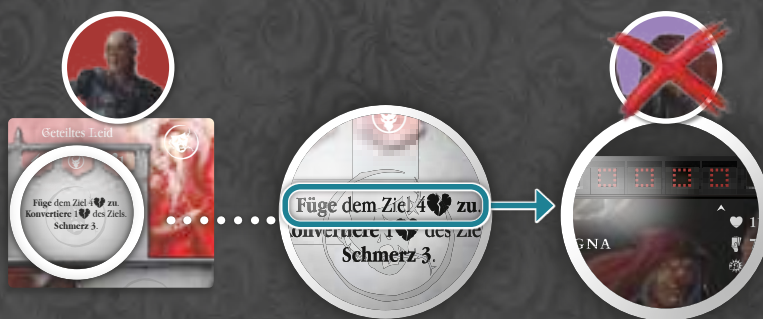 Geteiltes Leid
Füge dem Ziel 4 zu.
Konvertiere 1 des Ziels.
Schmerz 3.
Füge dem Ziel 4 zu.
Konvertiere 1 des Zie
Schmerz 3.
GNA